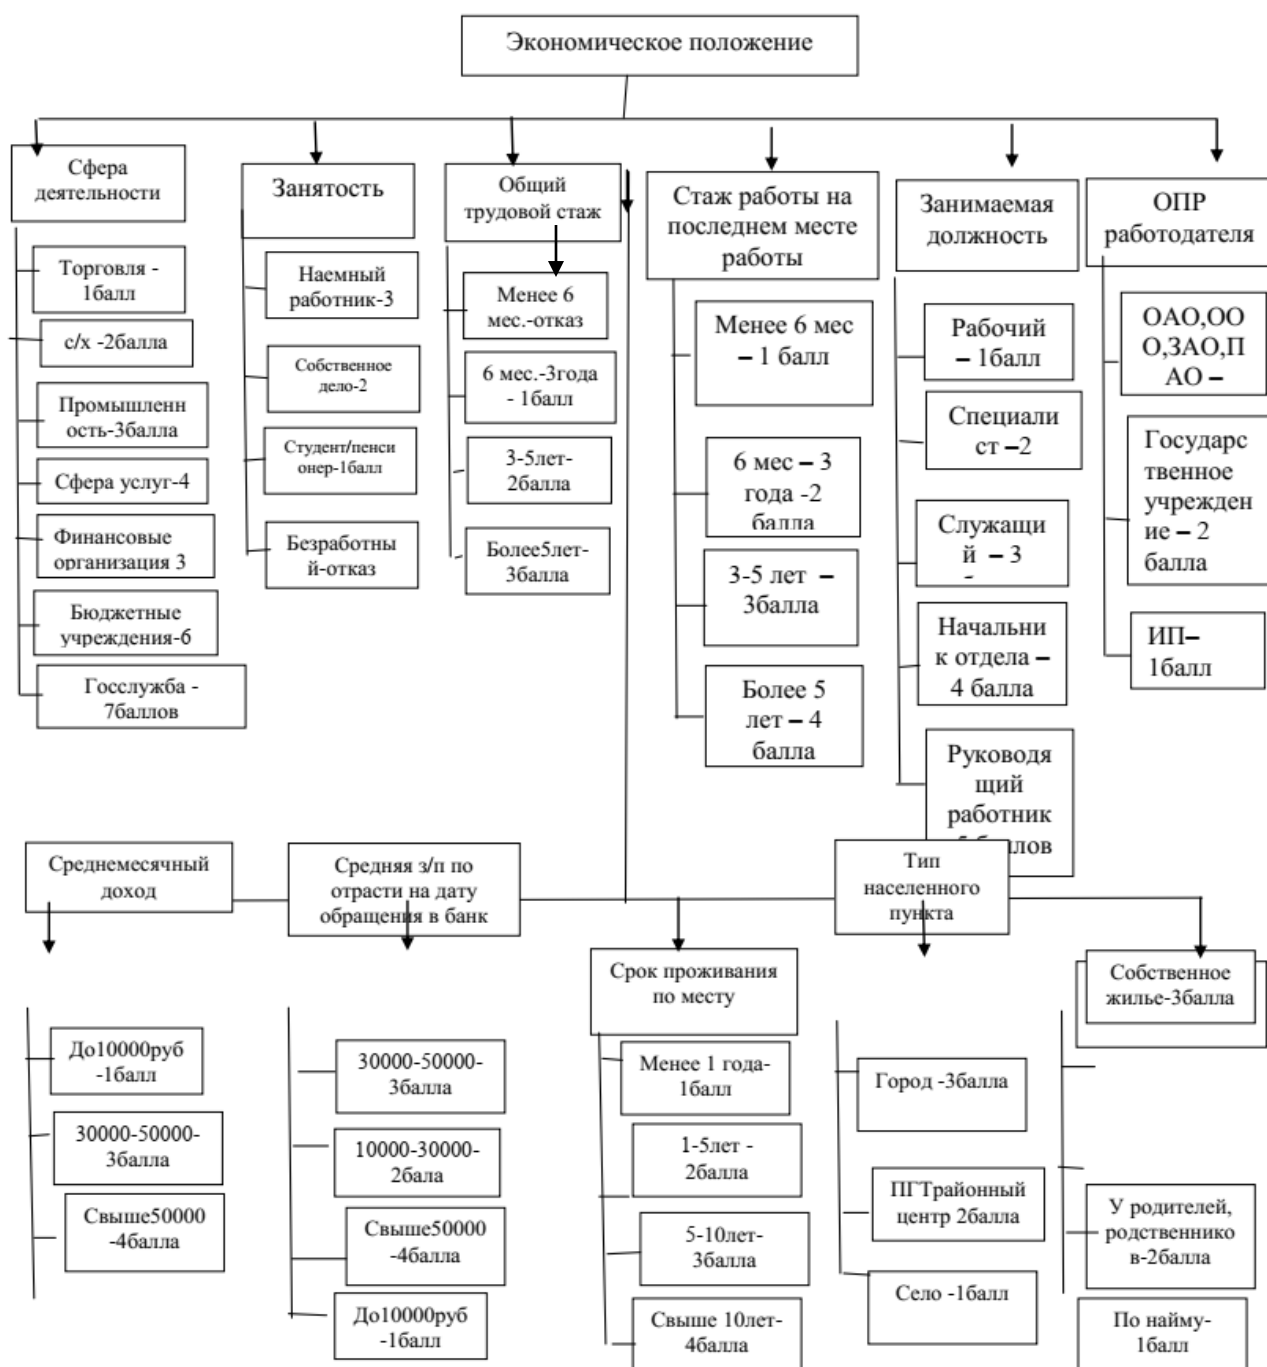 Экономическое положение
Сфера
деятельности
Занятость
Общий
трудовой стаж
Стаж работы на
последнем месте
работы
Занимаемая
должность
ОПР
работодателя
Торговля -
1балл
с/х -2балла
Промышленн
ость-3балла
Сфера услуг-4
Финансовые
организация 3
Бюджетные
учреждения-6
Госслужба -
7баллов
Наемный
работник-3
Собственное
дело-2
Студент/пенси
онер-1балл
Безработны
й-отказ
Менее 6
мес.-отказ
6 мес.-3года
- 1балл
3-5лет-
2балла
Более5лет-
3балла
Менее 6 мес
– 1 балл
6 мес – 3
года -2
балла
3-5 лет –
3балла
Более 5
лет – 4
балла
Рабочий
– 1балл
Специали
ст –2
Служащи
й – 3
Начальни
к отдела –
4 балла
Руководя
щий
работник
ОАО,ОО
О,ЗАО,П
АО –
Государс
твенное
учрежден
ие – 2
балла
ИП–
1балл
Среднемесячный
доход
Средняя з/п по
отрасти на дату
обращения в банк
Тип
населенного
пункта
Срок проживания
по месту
Собственное
жилье-3балла
До10000руб
-1балл
30000-50000-
3балла
Свыше50000
-4балла
30000-50000-
3балла
10000-30000-
2бала
Свыше50000
-4балла
До10000руб
-1балл
Менее 1 года-
1балл
1-5лет -
2балла
5-10лет-
3балла
Свыше 10лет-
4балла
Город -3балла
ПГТрайонный
центр 2балла
Село -1балл
У родителей,
родственнико
в-2балла
По найму-
1балл